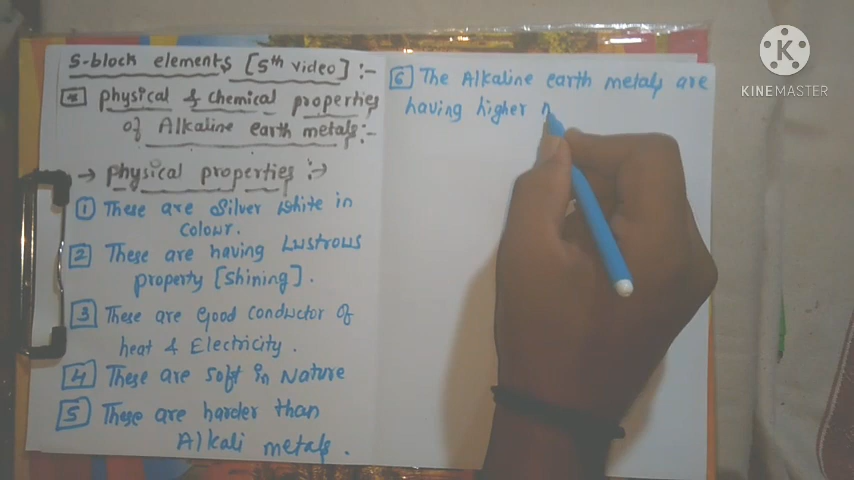 S-block elements [5th video] :-
* physical & chemical properties
of Alkaline earth metals:-
→ physical properties :→
1 These are Silver white in
colour.
2 These are having Lustrous
property [shining].
3 These are Good conductor of
heat & Electricity.
4 These are soft in Nature
5 These are harder than
Alkali metals.
6 The Alkaline earth metals are
having higher
K
KINEMASTER